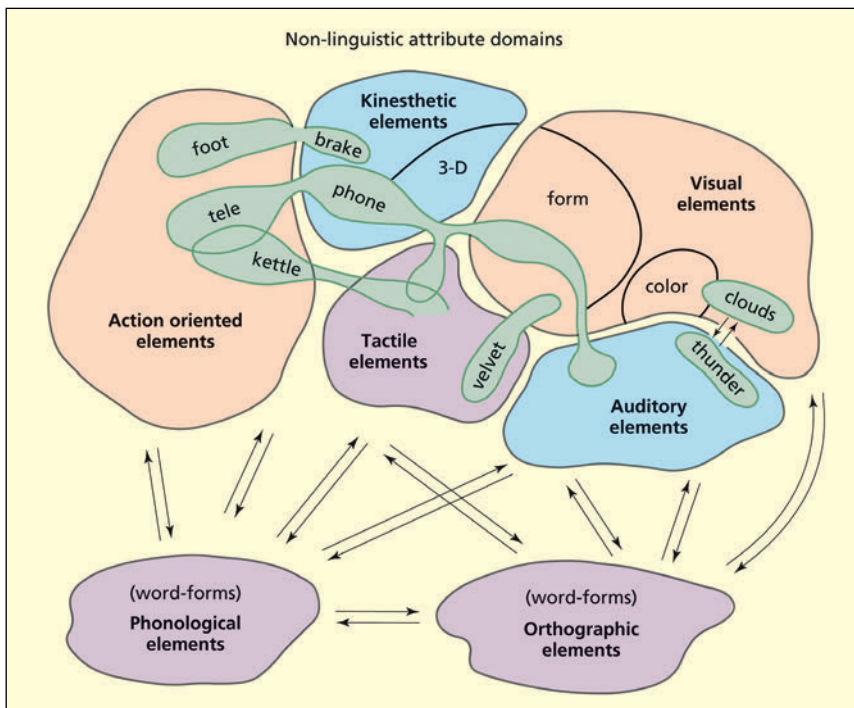 Non-linguistic attribute domains
Kinesthetic
elements
foot
brake
3-D
phone
tele
kettle
form
Visual
elements
color
clouds
thunder
Action oriented
elements
Tactile
elements
velvet
Auditory
elements
(word-forms)
Phonological
elements
(word-forms)
Orthographic
elements